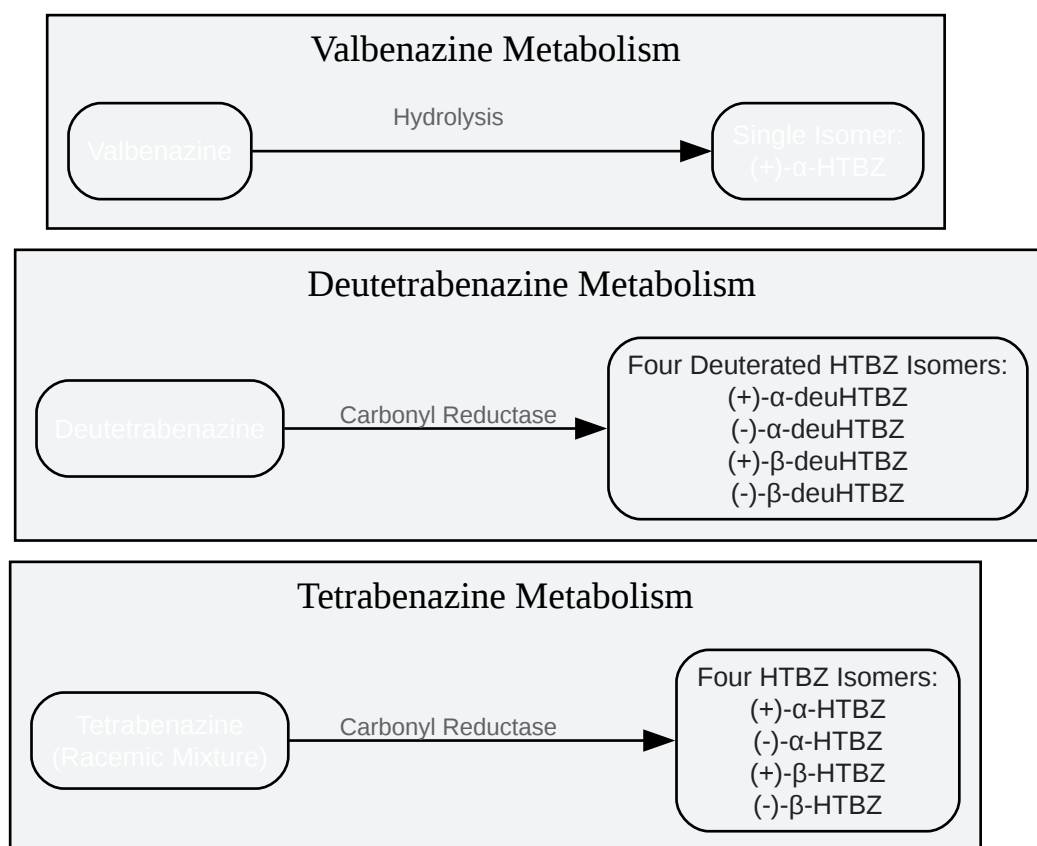 Valbenazine Metabolism
Hydrolysis
Valbenazine
Single Isomer:
(+)-α-HTBZ
Deutetrabenazine Metabolism
Deutetrabenazine
Carbonyl Reductase
Four Deuterated HTBZ Isomers:
(+)-α-deuHTBZ
(-)-α-deuHTBZ
(+)-β-deuHTBZ
(-)-β-deuHTBZ
Tetrabenazine Metabolism
Tetrabenazine
(Racemic Mixture)
Carbonyl Reductase
Four HTBZ Isomers:
(+)-α-HTBZ
(-)-α-HTBZ
(+)-β-HTBZ
(-)-β-HTBZ